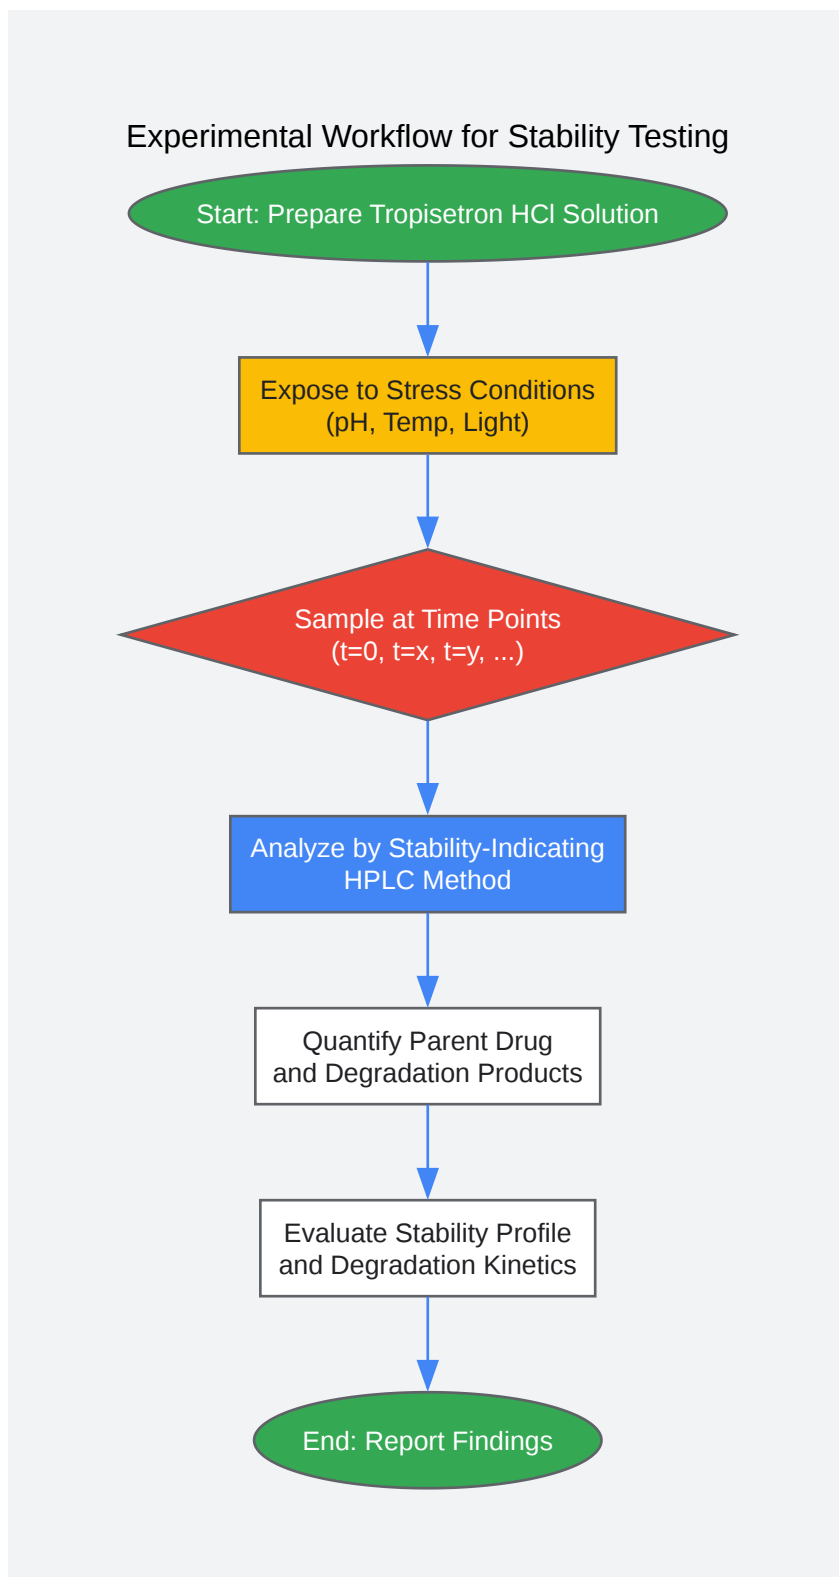 Experimental Workflow for Stability Testing
Start: Prepare Tropisetron HCl Solution
Expose to Stress Conditions
(pH, Temp, Light)
Sample at Time Points
(t=0, t=x, t=y, ...)
Analyze by Stability-Indicating
HPLC Method
Quantify Parent Drug
and Degradation Products
Evaluate Stability Profile
and Degradation Kinetics
End: Report Findings